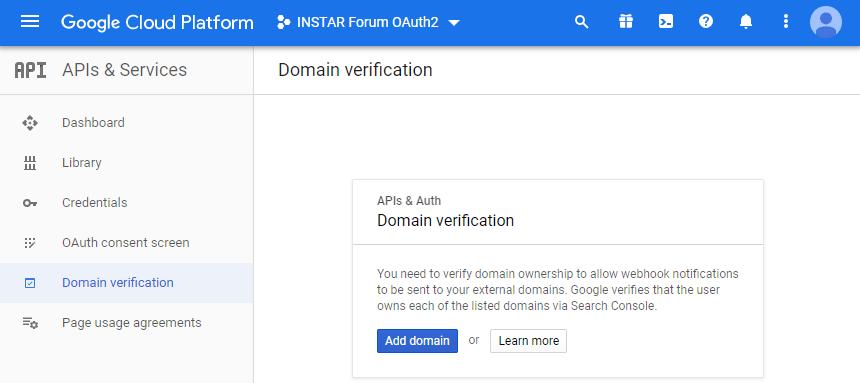 Google Cloud Platform
INSTAR Forum OAuth2
API
APIs & Services
Domain verification
Dashboard
Library
Credentials
OAuth consent screen
Domain verification
Page usage agreements
APIs & Auth
Domain verification
You need to verify domain ownership to allow webhook notifications
to be sent to your external domains. Google verifies that the user
owns each of the listed domains via Search Console.
Add domain or Learn more